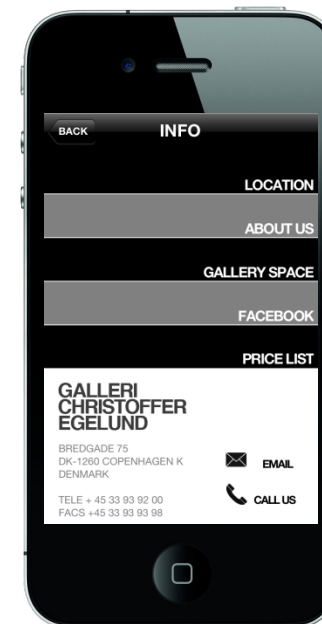 BACK
INFO
LOCATION
ABOUT US
GALLERY SPACE
FACEBOOK
PRICE LIST
GALLERI
CHRISTOFFER
EGELUND
BREDGADE 75
DK-1260 COPENHAGEN K
DENMARK
EMAIL
TELE + 45 33 93 92 00
FACS +45 33 93 93 98
CALL US